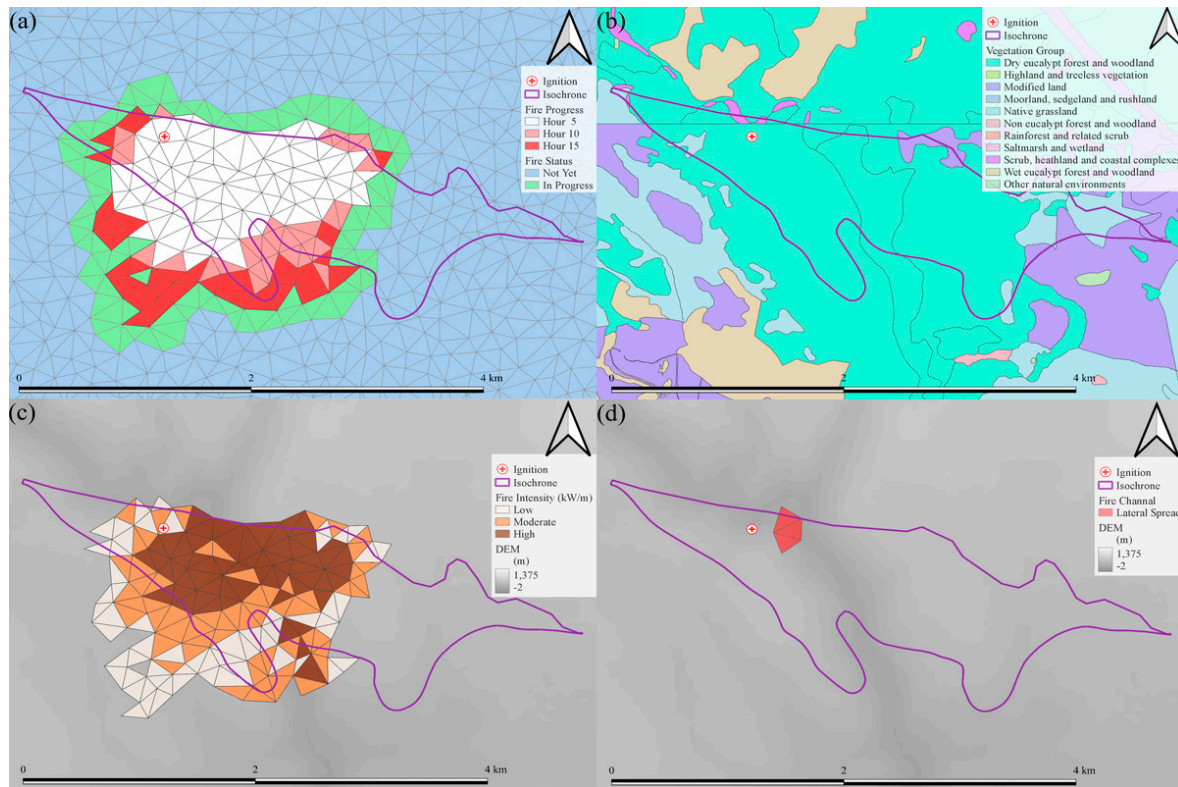 (a)
Ignition
Isochrone
Fire Progress
Hour 5
Hour 10
Hour 15
Fire Status
Not Yet
In Progress
0
2
4 km
(b)
Ignition
Isochrone
Vegetation Group
Dry eucalypt forest and woodland
Highland and treeless vegetation
Modified land
Moorland, sedgeland and rushland
Native grassland
Non eucalypt forest and woodland
Rainforest and related scrub
Saltmarsh and wetland
Scrub, heathland and coastal complexes
Wet eucalypt forest and woodland
Other natural environments
0
2
4 km
(c)
Ignition
Isochrone
Fire Intensity (kW/m)
Low
Moderate
High
DEM
(m)
1,375
-2
0
2
4 km
(d)
Ignition
Isochrone
Fire Channal
Lateral Spread
DEM
(m)
1,375
-2
0
2
4 km